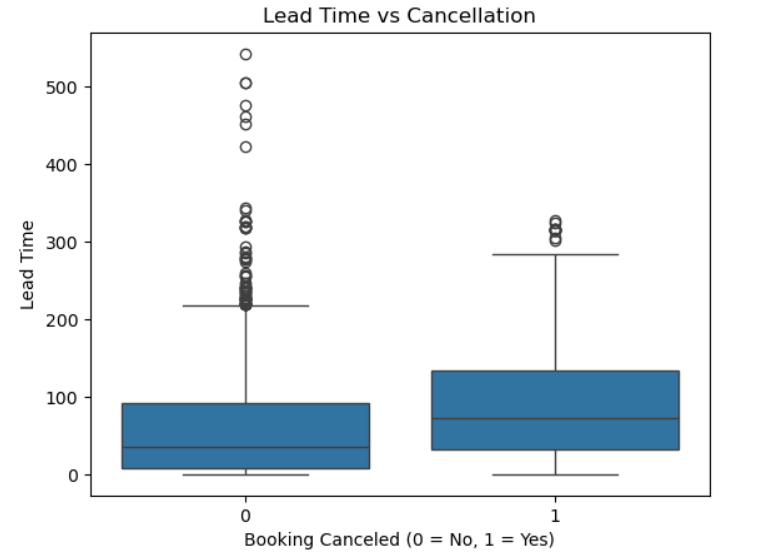 Lead Time vs Cancellation
500
400
300
200
100
0
Lead Time
0 1
Booking Canceled (0 = No, 1 = Yes)